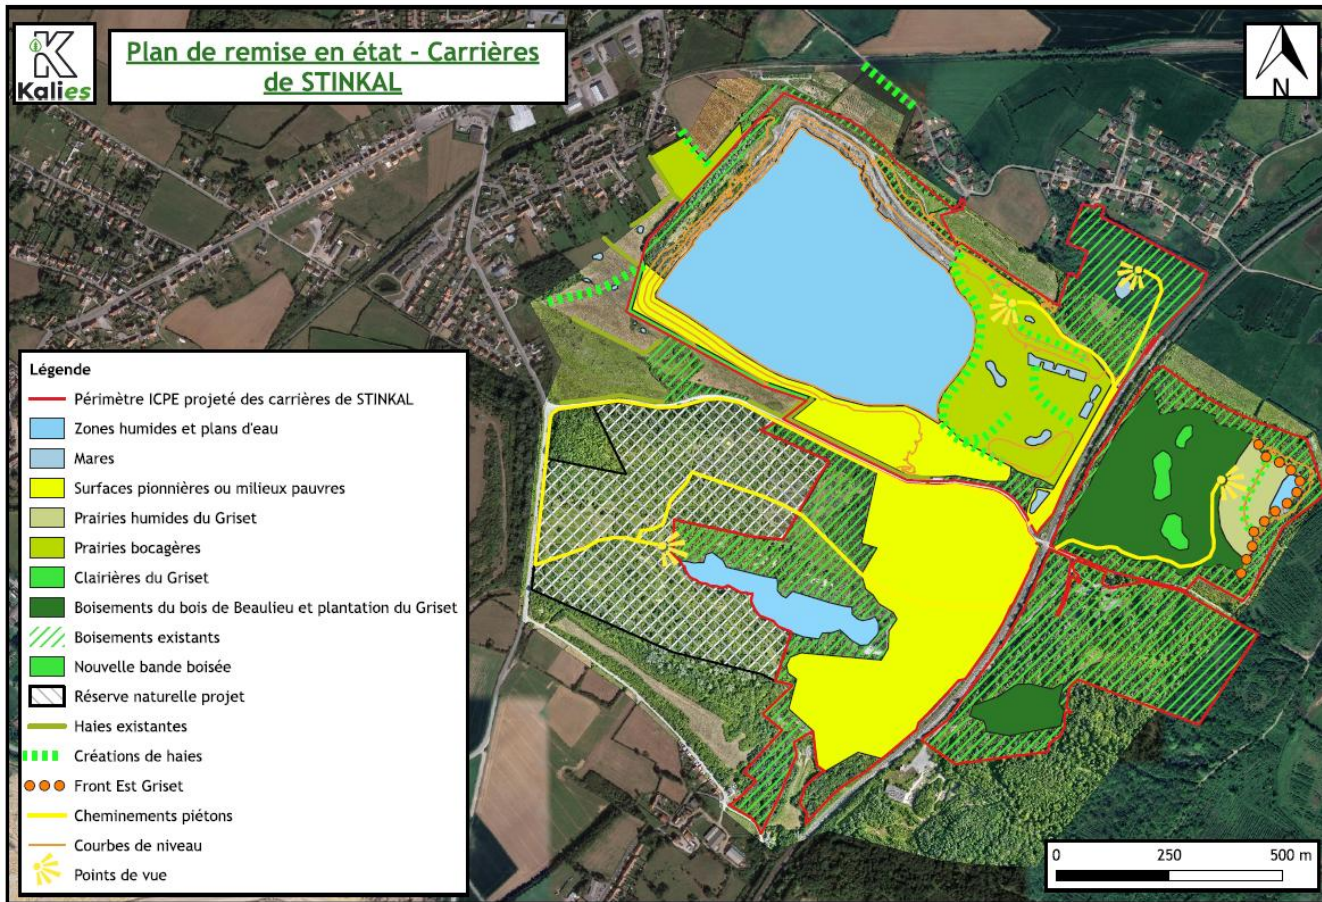 Kalies
Plan de remise en état - Carrières
de STINKAL
N
Légende
Périmètre ICPE projeté des carrières de STINKAL
Zones humides et plans d'eau
Mares
Surfaces pionnières ou milieux pauvres
Prairies humides du Griset
Prairies bocagères
Clairières du Griset
Boisements du bois de Beaulieu et plantation du Griset
Boisements existants
Nouvelle bande boisée
Réserve naturelle projet
Haies existantes
Créations de haies
Front Est Griset
Cheminements piétons
Courbes de niveau
Points de vue
0 250 500 m